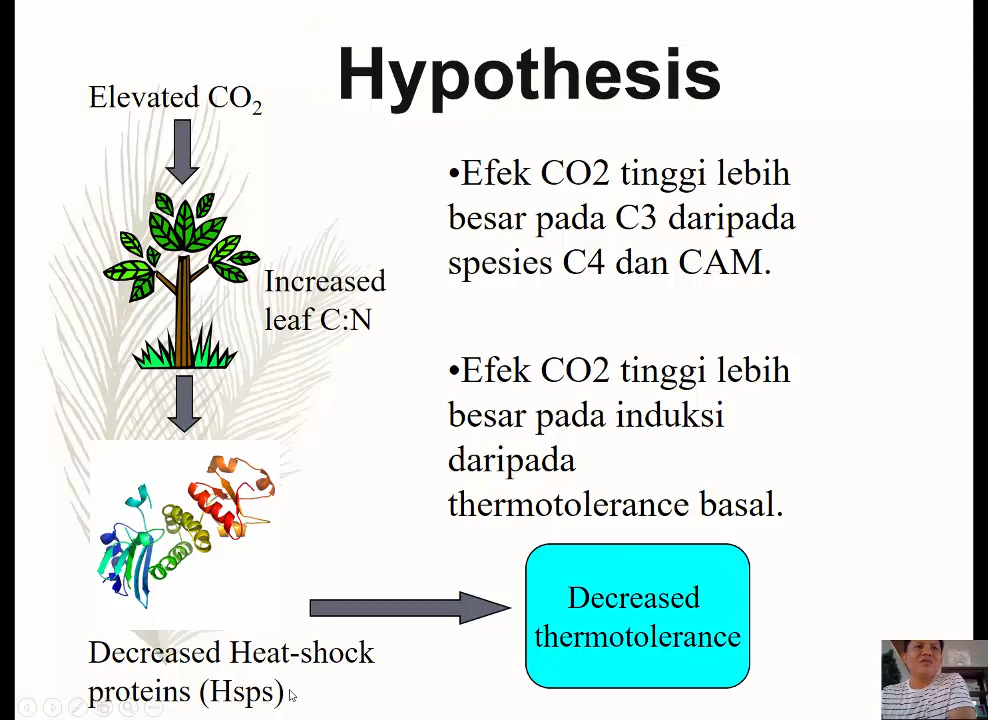 Hypothesis
Elevated CO₂
Increased
leaf C:N
Decreased Heat-shock
proteins (Hsps)
•Efek CO2 tinggi lebih
besar pada C3 daripada
spesies C4 dan CAM.
•Efek CO2 tinggi lebih
besar pada induksi
daripada
thermotolerance basal.
Decreased
thermotolerance